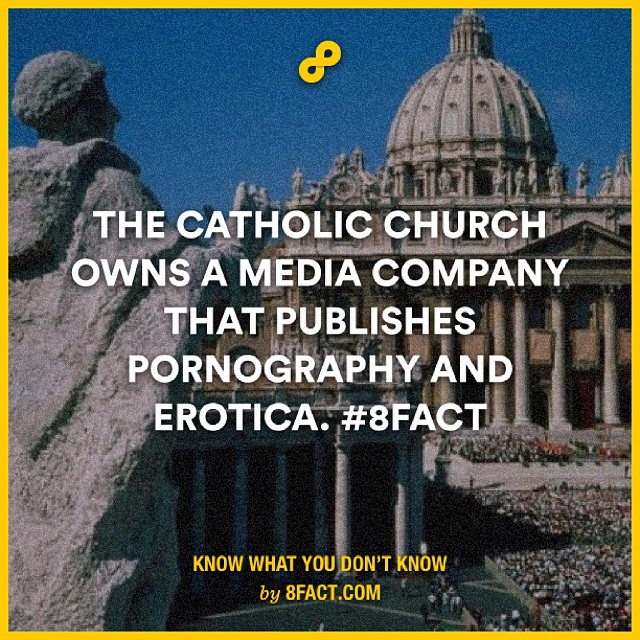 THE CATHOLIC CHURCH
OWNS A MEDIA COMPANY
THAT PUBLISHES
PORNOGRAPHY AND
EROTICA. #8FACT
KNOW WHAT YOU DON'T KNOW
by 8FACT.COM